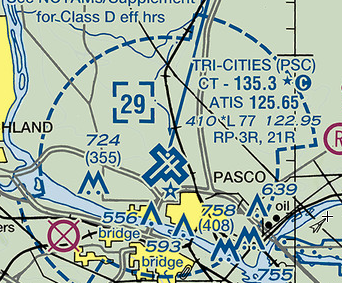 See NOTAMs/Supplement
for Class D eff hrs
TRI-CITIES (PSC)
CT - 135.3 ★ C
ATIS 125.65
410 *L 77 122.95
RP 3R, 21R
[29]
HLAND
724
(355)
PASCO
639
oil
R
556
bridge
758
(408)
593
bridge
ers
755